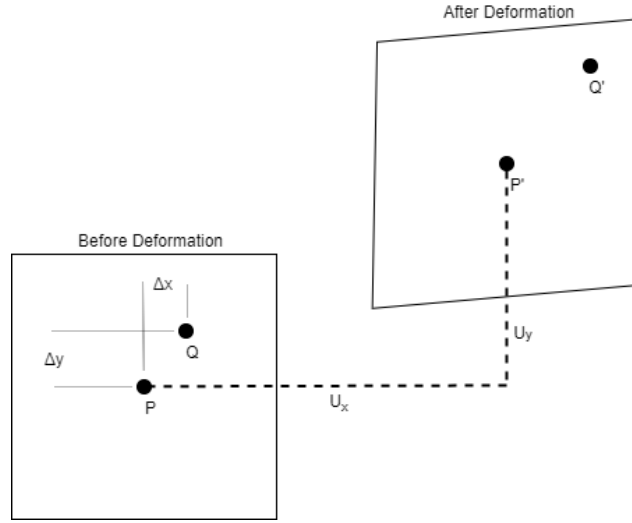 After Deformation
Q'
P'
Before Deformation
Δx
Q
Δy
Uy
P
Ux